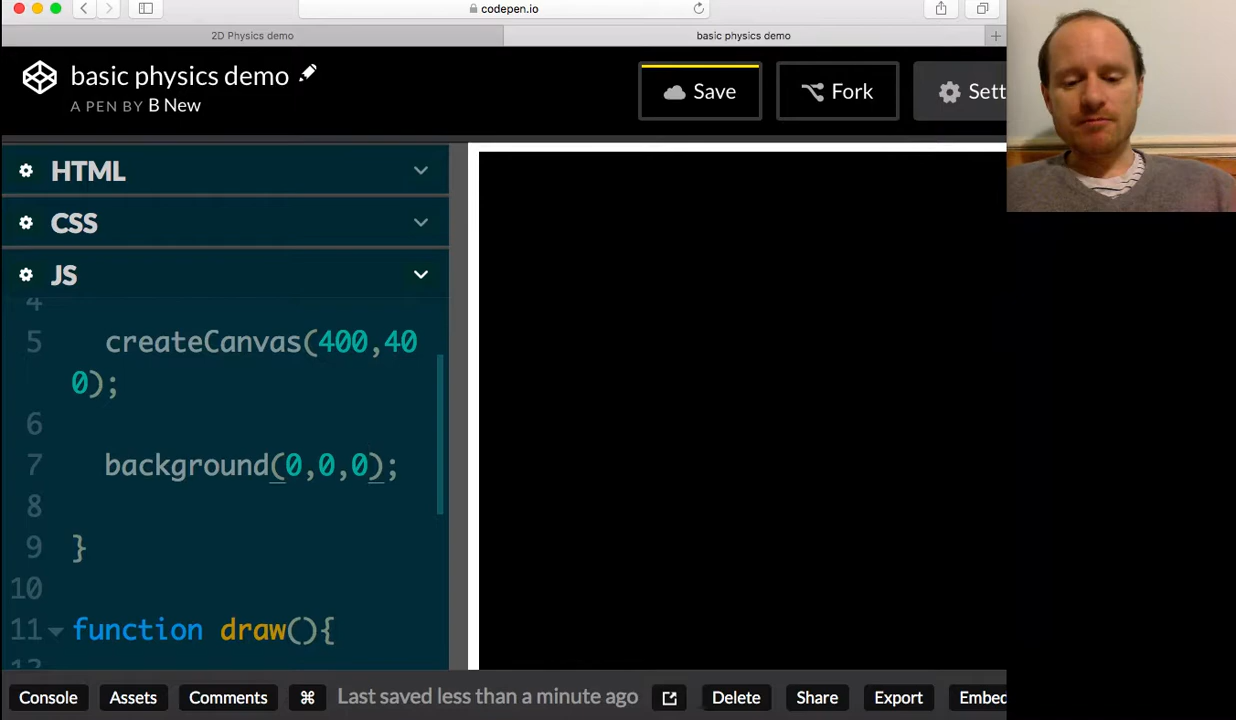 codepen.io
2D Physics demo
basic physics demo
+
basic physics demo
A PEN BY B New
Save
Fork
Sett
HTML
CSS
JS
4
5 createCanvas(400,40
0);
6
7 background(0,0,0);
8
9 }
10
11 function draw(){
12
Console
Assets
Comments
⌘
Last saved less than a minute ago
Delete
Share
Export
Embed